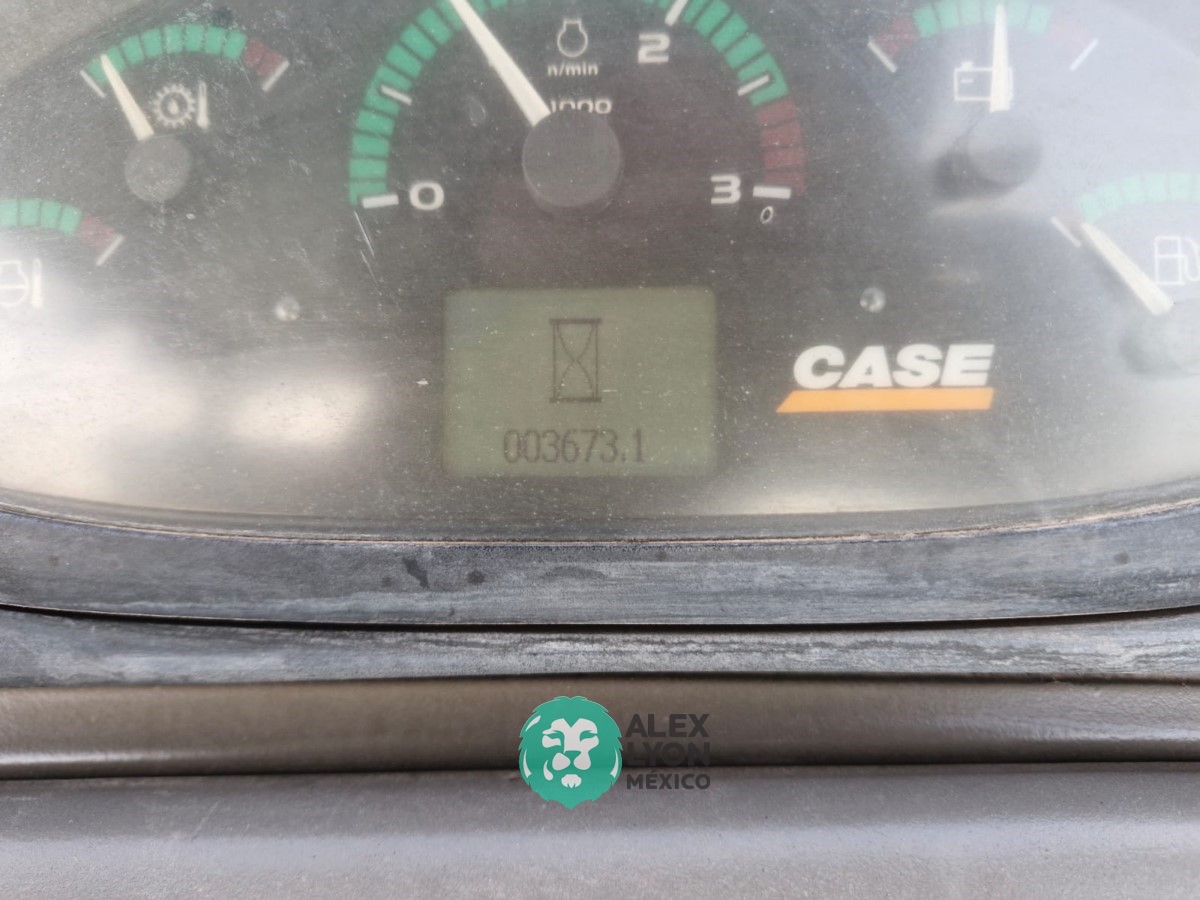 2
n/min
1000
0
3
CASE
003673.1
ALEX
LYON
MÉXICO